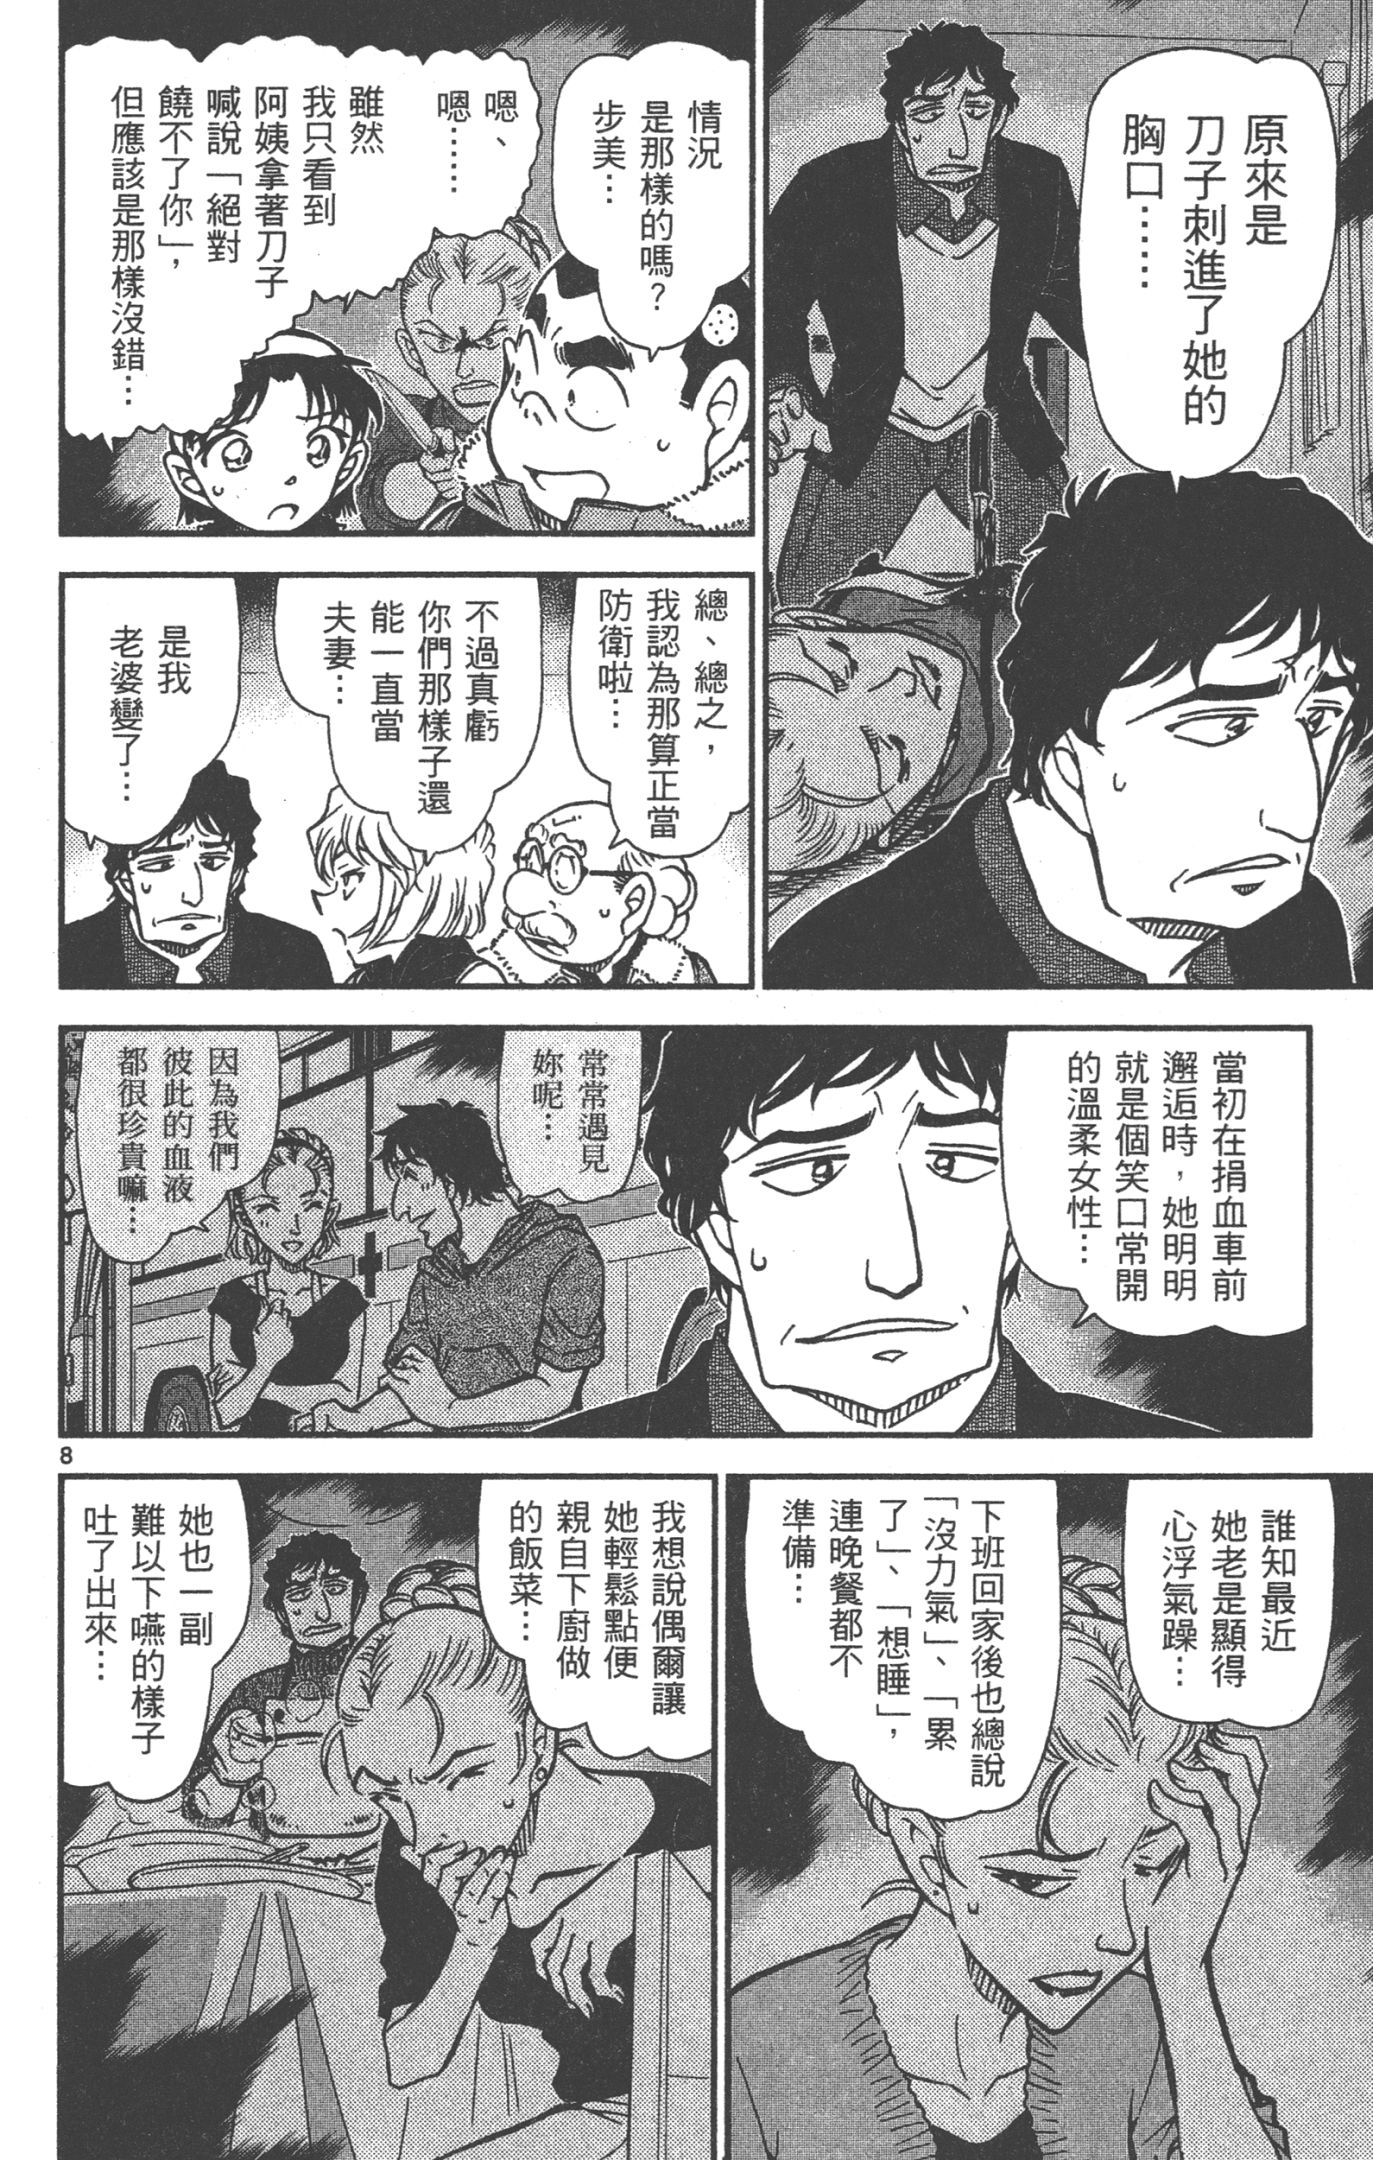 原來是
刀子刺進了她的
胸口……
情況
是那樣的嗎？
步美…
嗯、
嗯……
雖然
我只看到
阿姨拿著刀子
喊說「絕對
饒不了你」，
但應該是那樣沒錯…
總、總之，
我認為那算正當
防衛啦…
不過真虧
你們那樣子還
能一直當
夫妻…
是我
老婆變了…
當初在捐血車前
邂逅時，她明明
就是個笑口常開
的溫柔女性…
常常遇見
妳呢…
因為我們
彼此的血液
都很珍貴嘛…
誰知最近
她老是顯得
心浮氣躁…
下班回家後也總說
「沒力氣」、「累
了」、「想睡」，
連晚餐都不
準備…
我想說偶爾讓
她輕鬆點便
親自下廚做
的飯菜…
她也一副
難以下嚥的樣子
吐了出來…
8